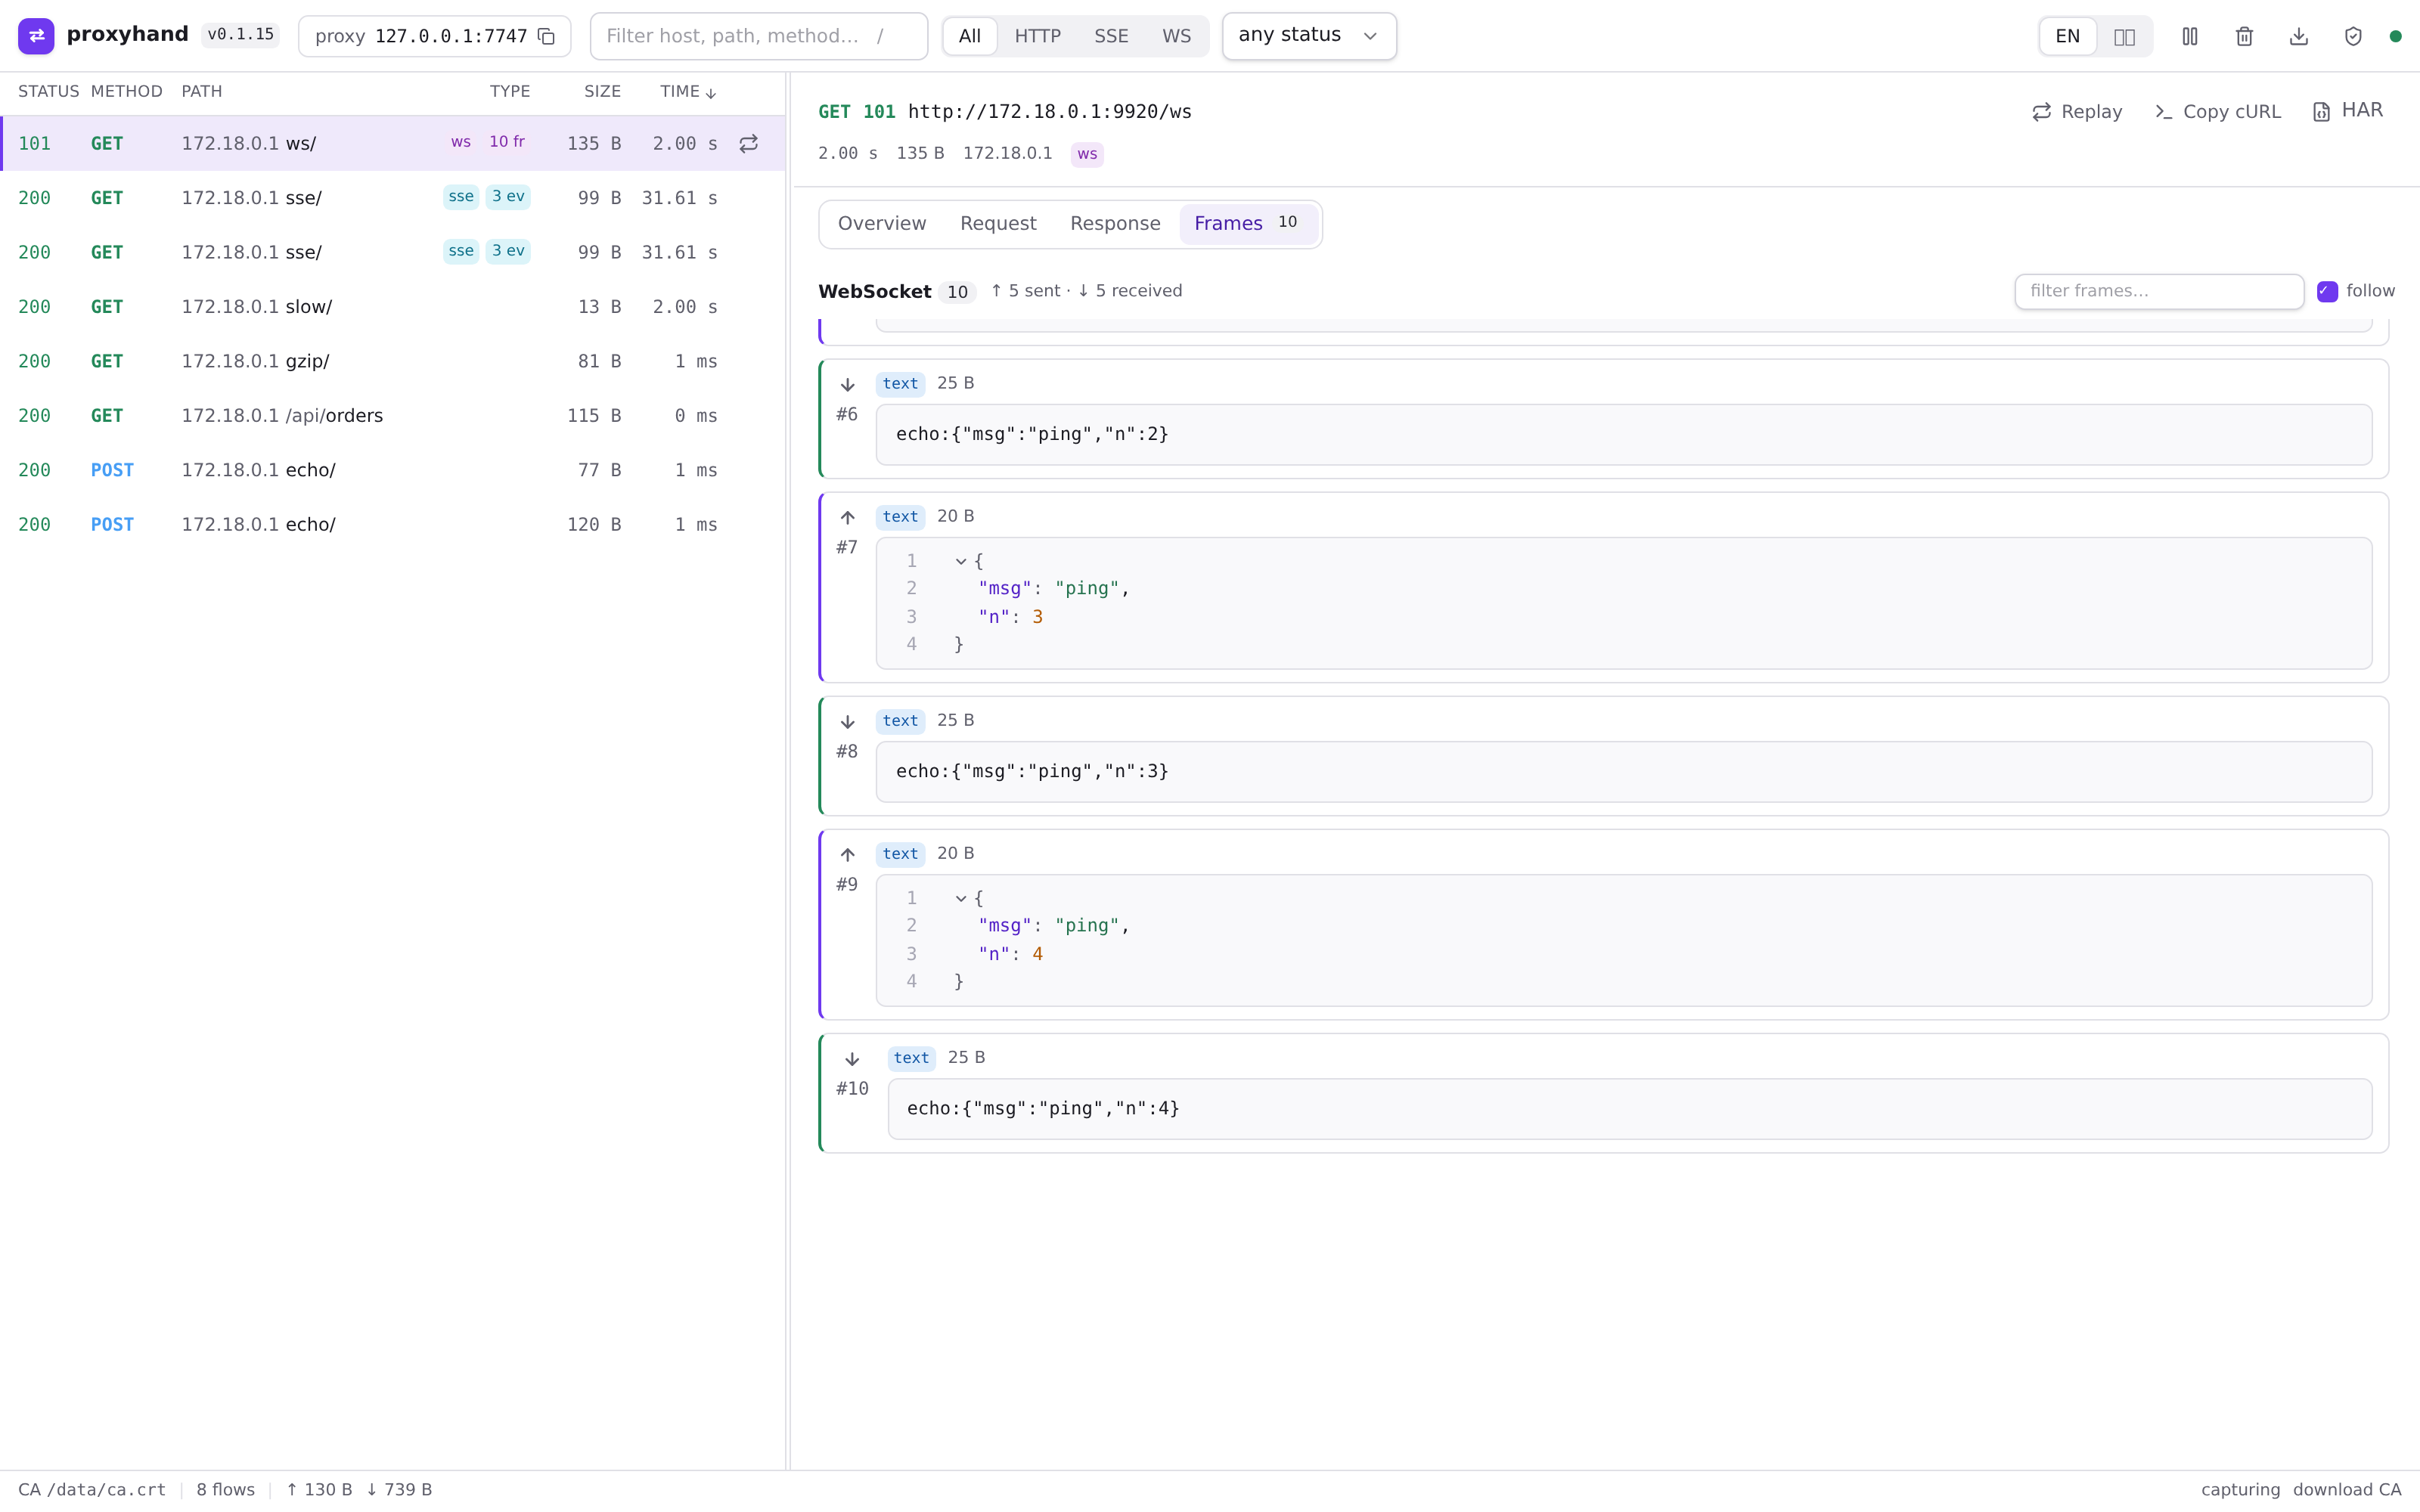 proxyhand v0.1.15 proxy 127.0.0.1:7747 Filter host, path, method... / All HTTP SSE WS any status EN
STATUS METHOD PATH TYPE SIZE TIME ↓
101 GET 172.18.0.1 ws/ ws 10 fr 135 B 2.00 s
200 GET 172.18.0.1 sse/ sse 3 ev 99 B 31.61 s
200 GET 172.18.0.1 sse/ sse 3 ev 99 B 31.61 s
200 GET 172.18.0.1 slow/ 13 B 2.00 s
200 GET 172.18.0.1 gzip/ 81 B 1 ms
200 GET 172.18.0.1 /api/orders 115 B 0 ms
200 POST 172.18.0.1 echo/ 77 B 1 ms
200 POST 172.18.0.1 echo/ 120 B 1 ms
GET 101 http://172.18.0.1:9920/ws Replay Copy cURL HAR
2.00 s 135 B 172.18.0.1 ws
Overview Request Response Frames 10
WebSocket 10 ↑ 5 sent · ↓ 5 received filter frames... follow
↓ text 25 B
#6
echo:{"msg":"ping","n":2}
↑ text 20 B
#7
1 {
2 "msg": "ping",
3 "n": 3
4 }
↓ text 25 B
#8
echo:{"msg":"ping","n":3}
↑ text 20 B
#9
1 {
2 "msg": "ping",
3 "n": 4
4 }
↓ text 25 B
#10
echo:{"msg":"ping","n":4}
CA /data/ca.crt 8 flows ↑ 130 B ↓ 739 B capturing download CA